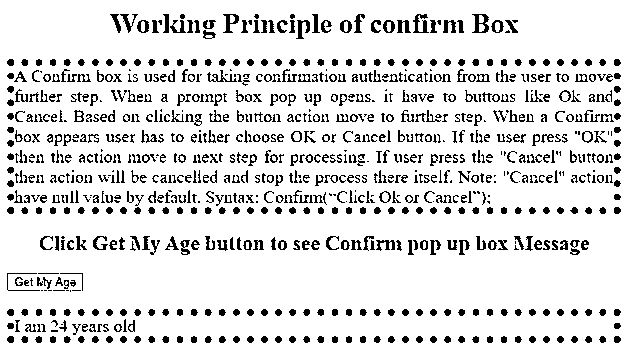 Working Principle of confirm Box
A Confirm box is used for taking confirmation authentication from the user to move
further step. When a prompt box pop up opens, it have to buttons like Ok and
Cancel. Based on clicking the button action move to further step. When a Confirm
box appears user has to either choose OK or Cancel button. If the user press "OK"
then the action move to next step for processing. If user press the "Cancel" button
then action will be cancelled and stop the process there itself. Note: "Cancel" action
have null value by default. Syntax: Confirm(“Click Ok or Cancel”);
Click Get My Age button to see Confirm pop up box Message
Get My Age
I am 24 years old